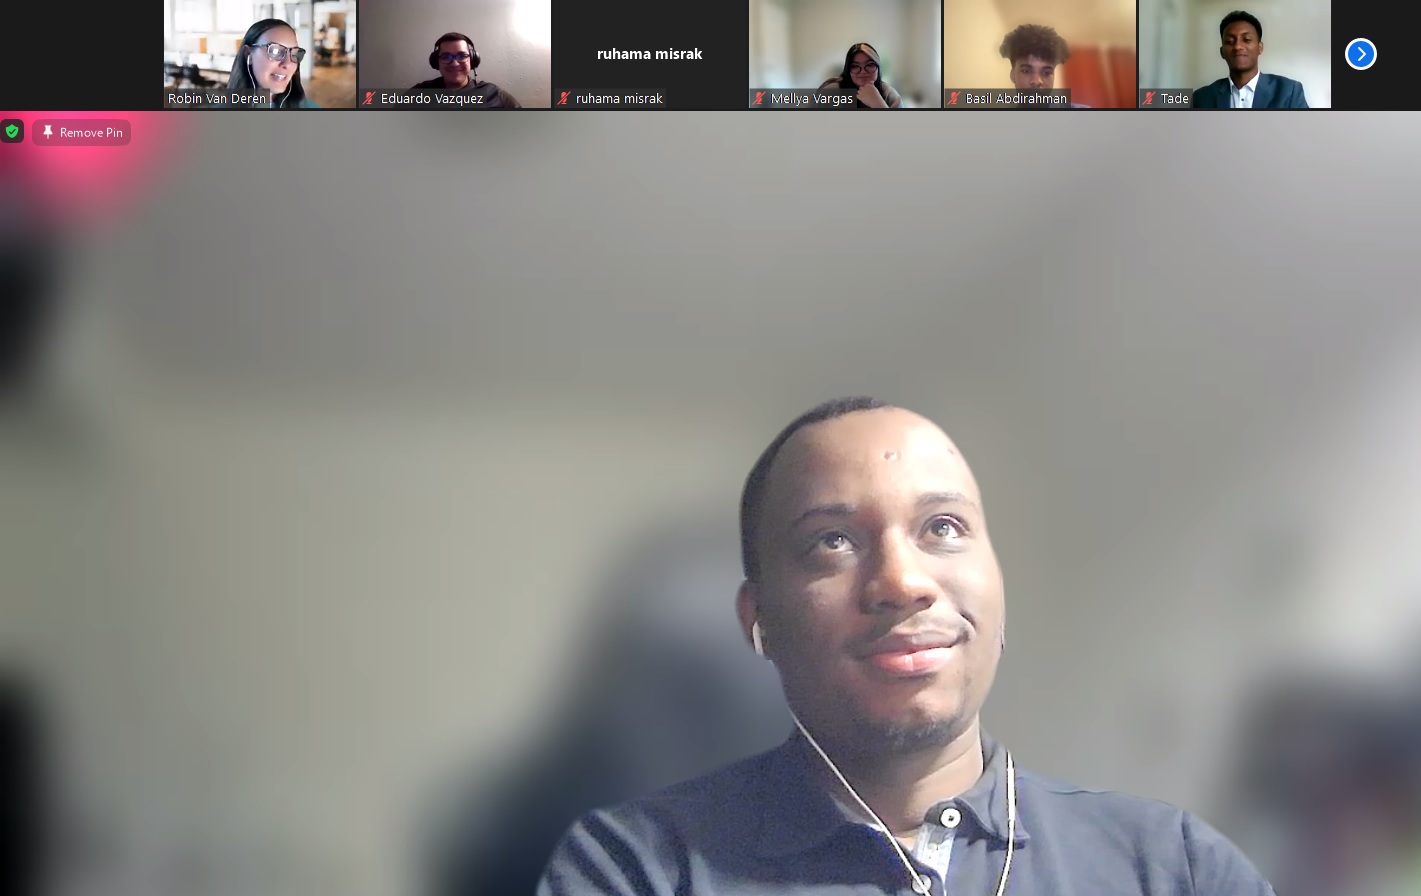 ruhama misrak
Robin Van Deren
Eduardo Vazquez
ruhama misrak
Mellya Vargas
Basil Abdirahman
Tade
Remove Pin